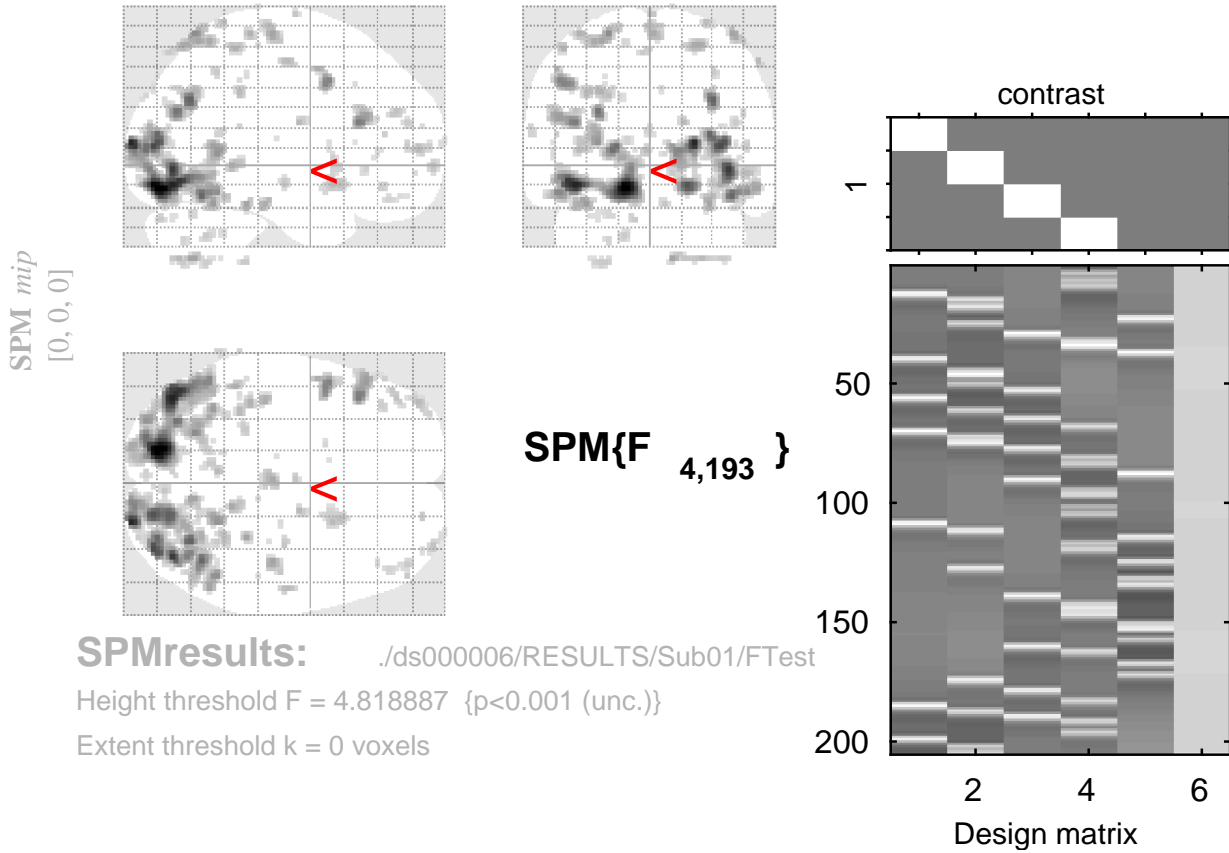 SPM mip
[0, 0, 0]
<
<
<
SPM{F 4,193 }
SPMresults: ./ds000006/RESULTS/Sub01/FTest
Height threshold F = 4.818887 {p<0.001 (unc.)}
Extent threshold k = 0 voxels
contrast
1
50
100
150
200
2 4 6
Design matrix